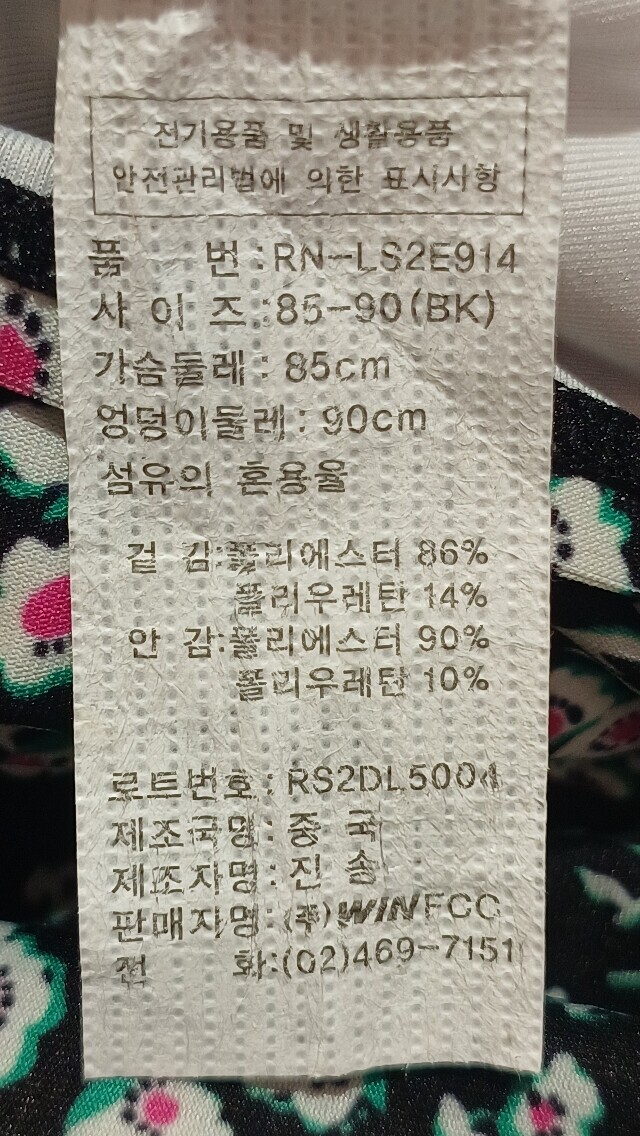 전기용품 및 생활용품
안전관리법에 의한 표시사항
품 번:RN-LS2E914
사 이 즈:85-90(BK)
가슴둘레: 85cm
엉덩이둘레: 90cm
섬유의 혼용율
겉 감:폴리에스터 86%
폴리우레탄 14%
안 감:폴리에스터 90%
폴리우레탄 10%
로트번호: RS2DL5004
제조국명: 중 국
제조자명: 진 송
판매자명: (주)WINFCC
전 화:(02)469-7151